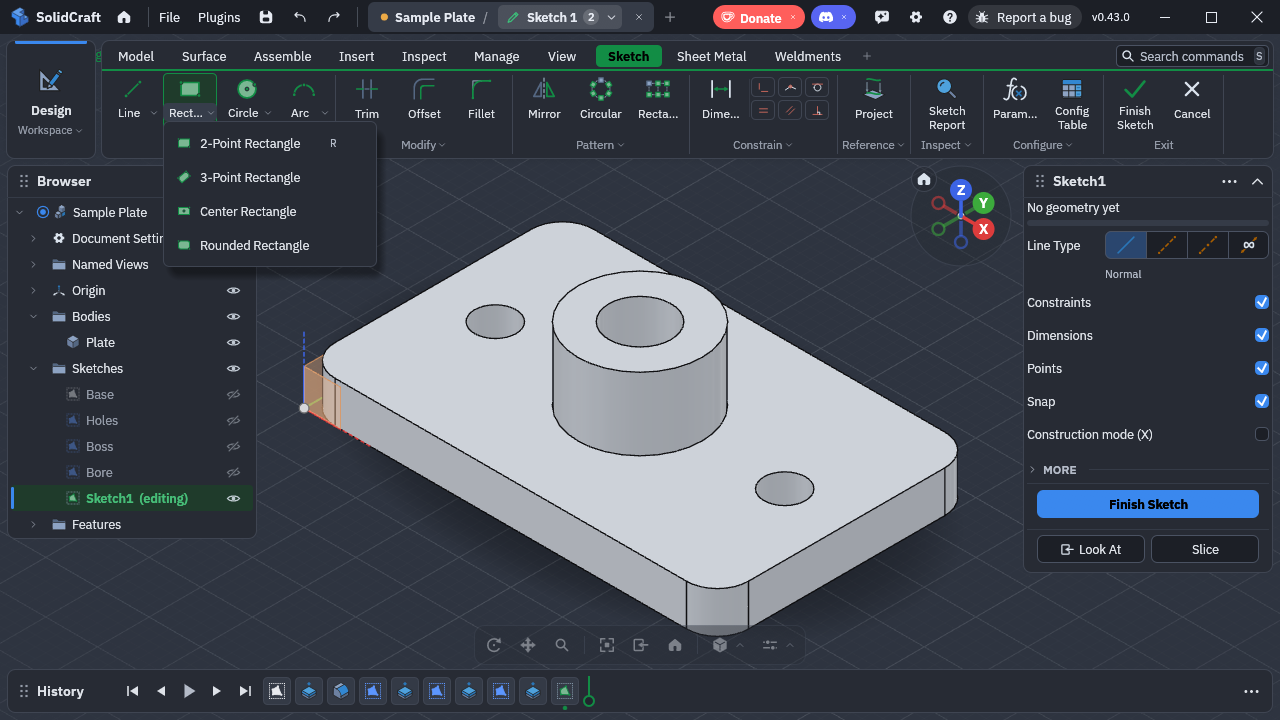 SolidCraft
File
Plugins
Sample Plate /
Sketch 1 2
Donate ×
Report a bug
v0.43.0
Design
Workspace
Model
Surface
Assemble
Insert
Inspect
Manage
View
Sketch
Sheet Metal
Weldments
Search commands S
Line
Rect...
Circle
Arc
Trim
Offset
Fillet
Mirror
Circular
Recta...
Dime...
Project
Sketch Report
Param...
Config Table
Finish Sketch
Cancel
Modify
Pattern
Constrain
Reference
Inspect
Configure
Exit
2-Point Rectangle R
3-Point Rectangle
Center Rectangle
Rounded Rectangle
Browser
Sample Plate
Document Settin
Named Views
Origin
Bodies
Plate
Sketches
Base
Holes
Boss
Bore
Sketch1 (editing)
Features
Z
Y
X
Sketch1
No geometry yet
Line Type
Normal
Constraints
Dimensions
Points
Snap
Construction mode (X)
MORE
Finish Sketch
Look At
Slice
History